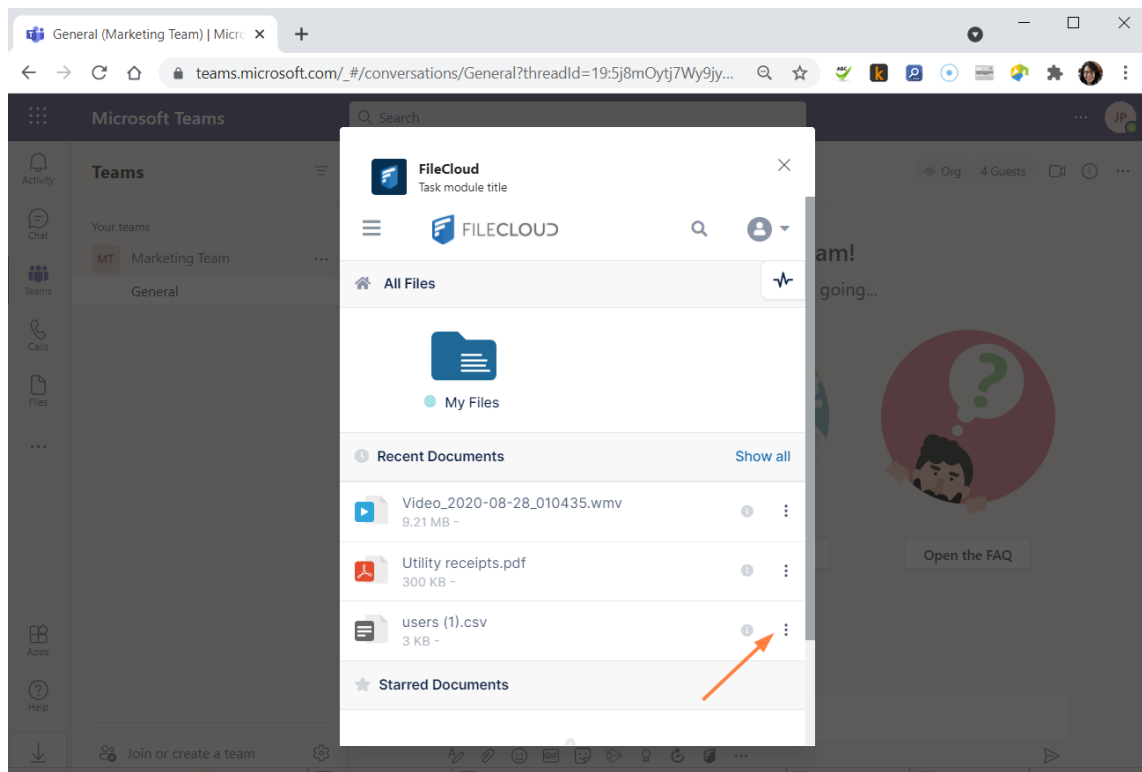 General (Marketing Team) | Micro
teams.microsoft.com/_#/conversations/General?threadId=19:5j8mOytj7Wy9jy...
ABC
k
Microsoft Teams
Search
JP
Activity
Chat
Teams
Calls
Files
Apps
Help
Teams
Your teams
MT Marketing Team
General
Join or create a team
FileCloud
Task module title
FILECLOUD
All Files
My Files
Recent Documents Show all
Video_2020-08-28_010435.wmv
9.21 MB -
Utility receipts.pdf
300 KB -
users (1).csv
3 KB -
Starred Documents
GIF
Org 4 Guests
am!
going...
?
Open the FAQ